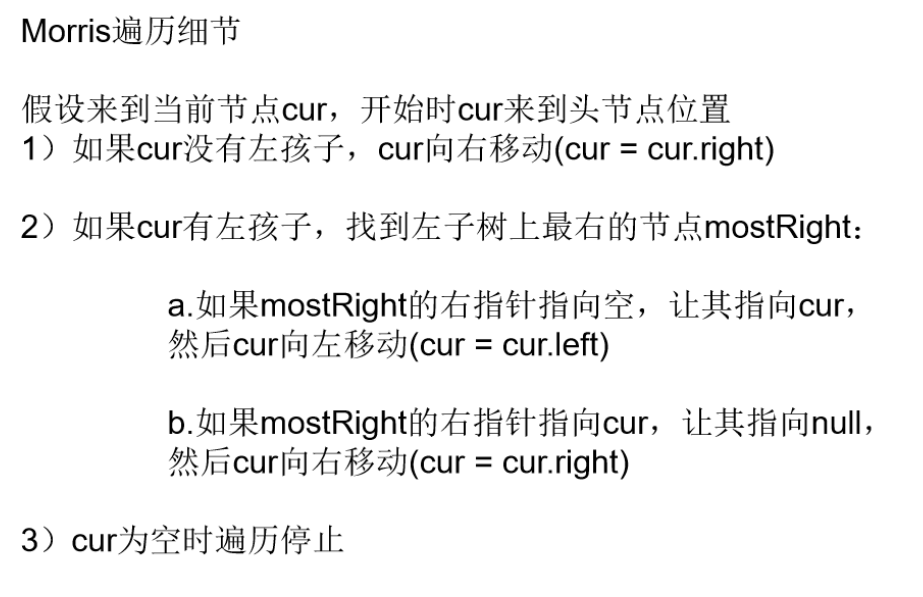 Morris遍历细节
假设来到当前节点cur，开始时cur来到头节点位置
1）如果cur没有左孩子，cur向右移动(cur = cur.right)
2）如果cur有左孩子，找到左子树上最右的节点mostRight：
a.如果mostRight的右指针指向空，让其指向cur，
然后cur向左移动(cur = cur.left)
b.如果mostRight的右指针指向cur，让其指向null，
然后cur向右移动(cur = cur.right)
3）cur为空时遍历停止